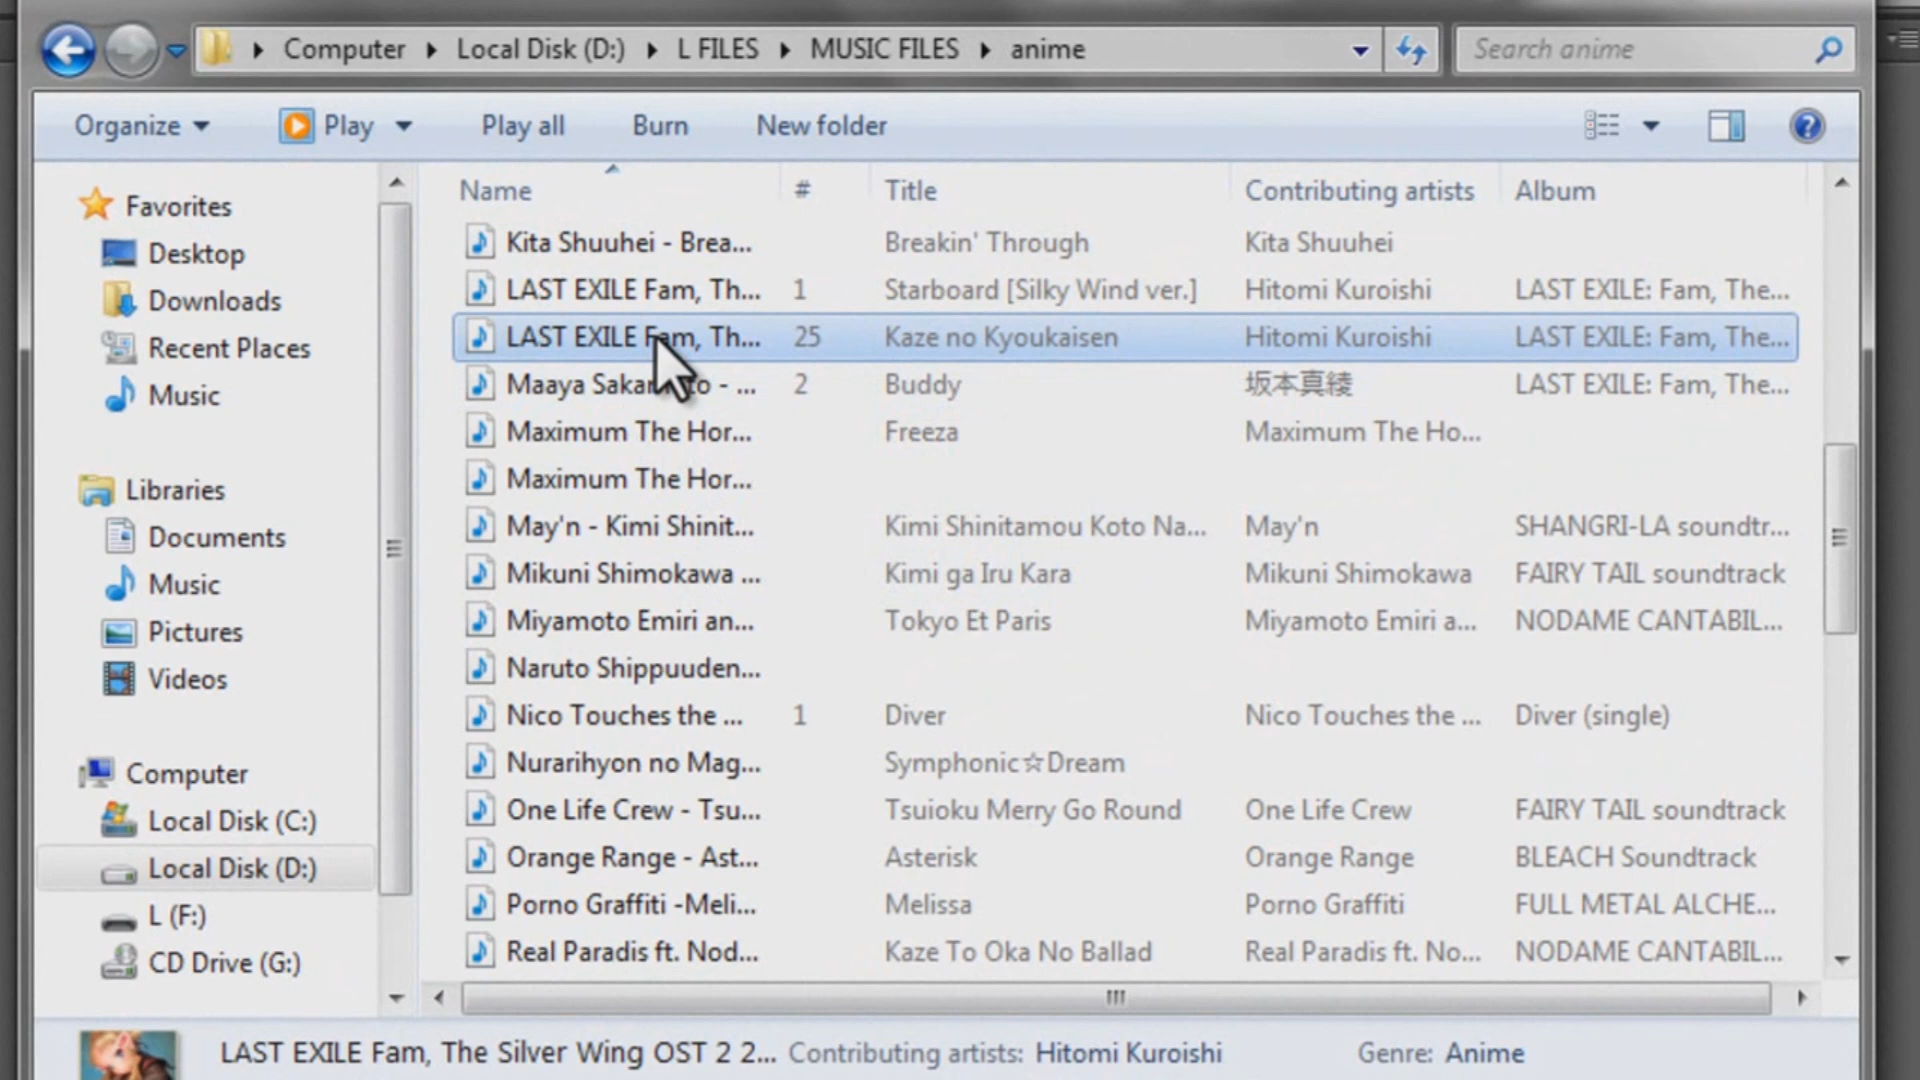 Computer Local Disk (D:) L FILES MUSIC FILES anime Search anime
Organize Play Play all Burn New folder
Favorites
Desktop
Downloads
Recent Places
Music
Libraries
Documents
Music
Pictures
Videos
Computer
Local Disk (C:)
Local Disk (D:)
L (F:)
CD Drive (G:)
Name # Title Contributing artists Album
Kita Shuuhei - Brea... Breakin' Through Kita Shuuhei
LAST EXILE Fam, Th... 1 Starboard [Silky Wind ver.] Hitomi Kuroishi LAST EXILE: Fam, The...
LAST EXILE Fam, Th... 25 Kaze no Kyoukaisen Hitomi Kuroishi LAST EXILE: Fam, The...
Maaya Sakamoto - ... 2 Buddy 坂本真綾 LAST EXILE: Fam, The...
Maximum The Hor... Freeza Maximum The Ho...
Maximum The Hor...
May'n - Kimi Shinit... Kimi Shinitamou Koto Na... May'n SHANGRI-LA soundtr...
Mikuni Shimokawa ... Kimi ga Iru Kara Mikuni Shimokawa FAIRY TAIL soundtrack
Miyamoto Emiri an... Tokyo Et Paris Miyamoto Emiri a... NODAME CANTABIL...
Naruto Shippuuden...
Nico Touches the ... 1 Diver Nico Touches the ... Diver (single)
Nurarihyon no Mag... Symphonic☆Dream
One Life Crew - Tsu... Tsuioku Merry Go Round One Life Crew FAIRY TAIL soundtrack
Orange Range - Ast... Asterisk Orange Range BLEACH Soundtrack
Porno Graffiti -Meli... Melissa Porno Graffiti FULL METAL ALCHE...
Real Paradis ft. Nod... Kaze To Oka No Ballad Real Paradis ft. No... NODAME CANTABIL...
LAST EXILE Fam, The Silver Wing OST 2 2... Contributing artists: Hitomi Kuroishi Genre: Anime